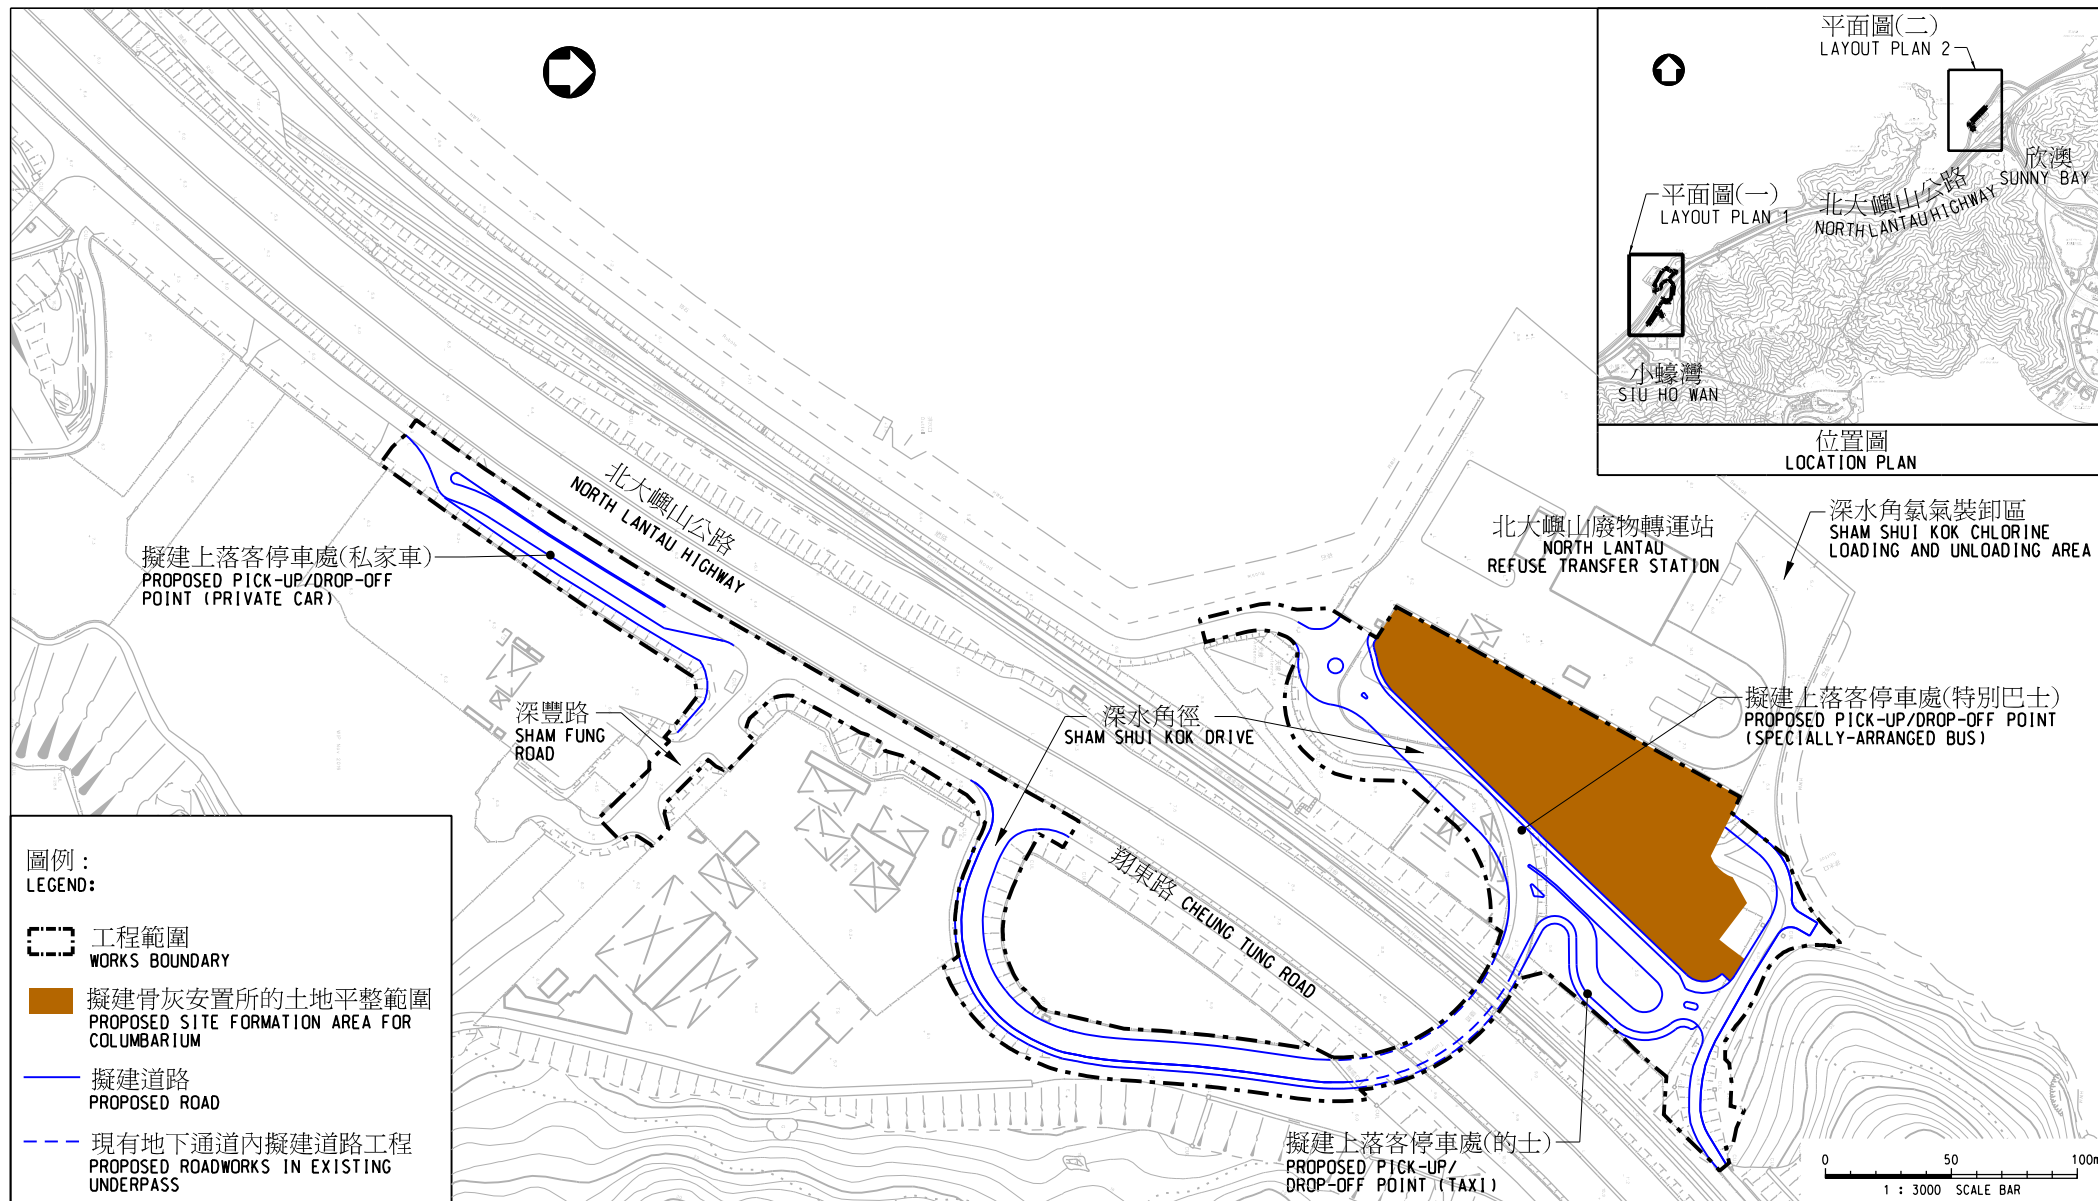 平面圖(二)
LAYOUT PLAN 2
欣澳
SUNNY BAY
平面圖(一)
LAYOUT PLAN 1
北大嶼山公路
NORTH LANTAU HIGHWAY
小蠔灣
SIU HO WAN
位置圖
LOCATION PLAN
北大嶼山公路
NORTH LANTAU HIGHWAY
擬建上落客停車處(私家車)
PROPOSED PICK-UP/DROP-OFF
POINT (PRIVATE CAR)
北大嶼山廢物轉運站
NORTH LANTAU
REFUSE TRANSFER STATION
深水角氯氣裝卸區
SHAM SHUI KOK CHLORINE
LOADING AND UNLOADING AREA
深豐路
SHAM FUNG
ROAD
深水角徑
SHAM SHUI KOK DRIVE
擬建上落客停車處(特別巴士)
PROPOSED PICK-UP/DROP-OFF POINT
(SPECIALLY-ARRANGED BUS)
翔東路 CHEUNG TUNG ROAD
擬建上落客停車處(的士)
PROPOSED PICK-UP/
DROP-OFF POINT (TAXI)
圖例：
LEGEND:
工程範圍
WORKS BOUNDARY
擬建骨灰安置所的土地平整範圍
PROPOSED SITE FORMATION AREA FOR
COLUMBARIUM
擬建道路
PROPOSED ROAD
現有地下通道內擬建道路工程
PROPOSED ROADWORKS IN EXISTING
UNDERPASS
0 50 100m
1 : 3000 SCALE BAR